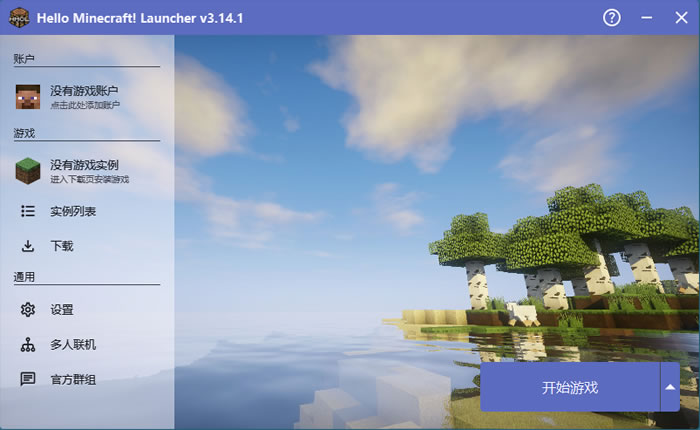 HMCL
Hello Minecraft! Launcher v3.14.1
账户
没有游戏账户
点击此处添加账户
游戏
没有游戏实例
进入下载页安装游戏
实例列表
下载
通用
设置
多人联机
官方群组
开始游戏